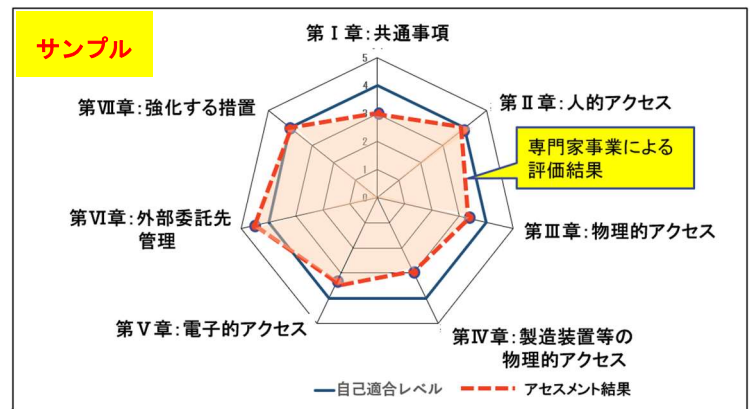 サンプル
第Ⅰ章:共通事項
5
4
3
2
1
0
第Ⅱ章:人的アクセス
専門家事業による
評価結果
第Ⅲ章:物理的アクセス
第Ⅳ章:製造装置等の
物理的アクセス
第Ⅴ章:電子的アクセス
第Ⅵ章:外部委託先
管理
第Ⅶ章:強化する措置
自己適合レベル
アセスメント結果